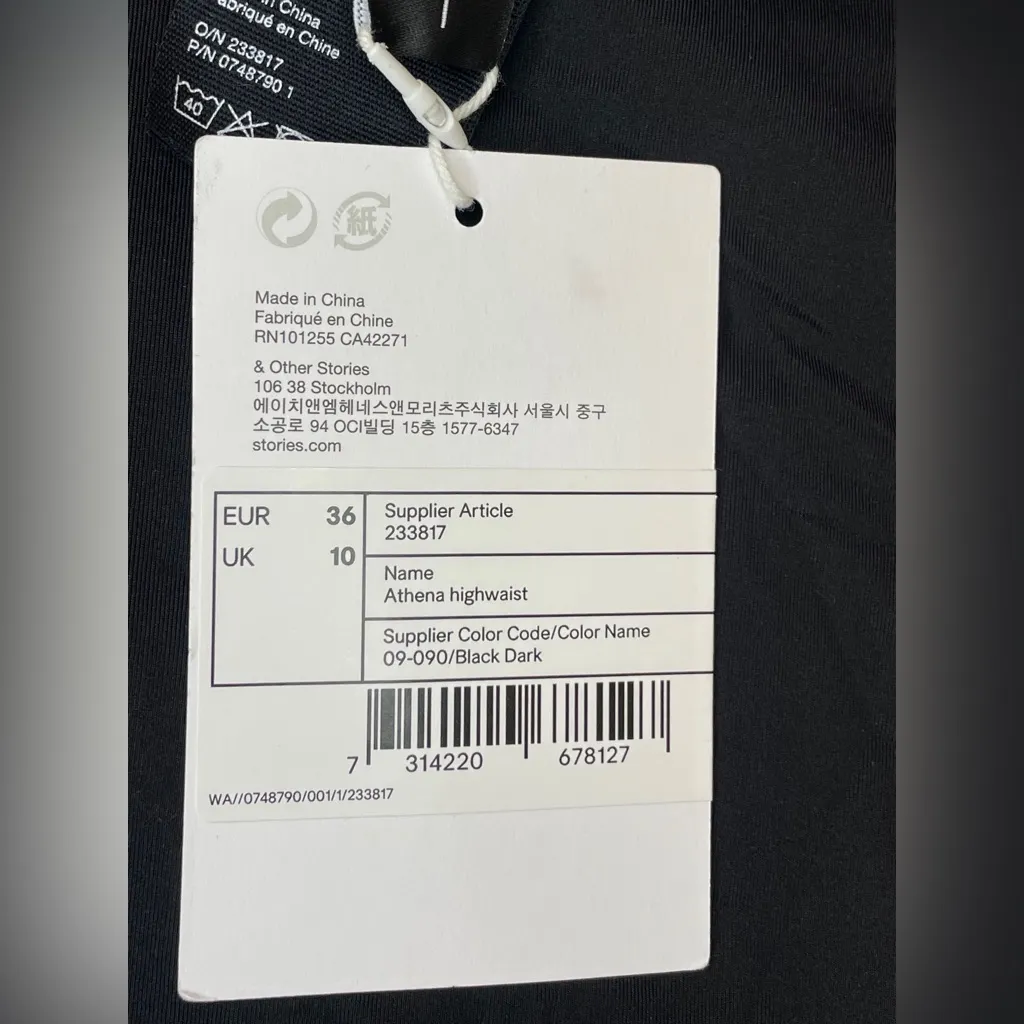 in China
abriqué en Chine
O/N 233817
P/N 0748790 1
40
紙
Made in China
Fabriqué en Chine
RN101255 CA42271
& Other Stories
106 38 Stockholm
에이치앤엠헤네스앤모리츠주식회사 서울시 중구
소공로 94 OCI빌딩 15층 1577-6347
stories.com
EUR 36
UK 10
Supplier Article
233817
Name
Athena highwaist
Supplier Color Code/Color Name
09-090/Black Dark
7 314220 678127
WA//0748790/001/1/233817